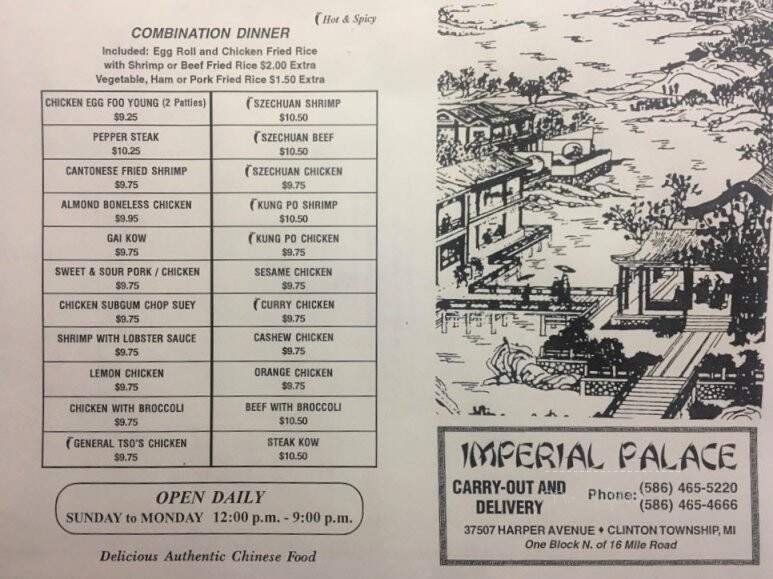 Hot & Spicy
COMBINATION DINNER
Included: Egg Roll and Chicken Fried Rice
with Shrimp or Beef Fried Rice $2.00 Extra
Vegetable, Ham or Pork Fried Rice $1.50 Extra
CHICKEN EGG FOO YOUNG (2 Patties)
$9.25
PEPPER STEAK
$10.25
CANTONESE FRIED SHRIMP
$9.75
ALMOND BONELESS CHICKEN
$9.95
GAI KOW
$9.75
SWEET & SOUR PORK / CHICKEN
$9.75
CHICKEN SUBGUM CHOP SUEY
$9.75
SHRIMP WITH LOBSTER SAUCE
$9.75
LEMON CHICKEN
$9.75
CHICKEN WITH BROCCOLI
$9.75
GENERAL TSO'S CHICKEN
$9.75
SZECHUAN SHRIMP
$10.50
SZECHUAN BEEF
$10.50
SZECHUAN CHICKEN
$9.75
KUNG PO SHRIMP
$10.50
KUNG PO CHICKEN
$9.75
SESAME CHICKEN
$9.75
CURRY CHICKEN
$9.75
CASHEW CHICKEN
$9.75
ORANGE CHICKEN
$9.75
BEEF WITH BROCCOLI
$10.50
STEAK KOW
$10.50
OPEN DAILY
SUNDAY to MONDAY 12:00 p.m. - 9:00 p.m.
Delicious Authentic Chinese Food
IMPERIAL PALACE
CARRY-OUT AND
DELIVERY
Phone: (586) 465-5220
(586) 465-4666
37507 HARPER AVENUE ♦ CLINTON TOWNSHIP, MI
One Block N. of 16 Mile Road